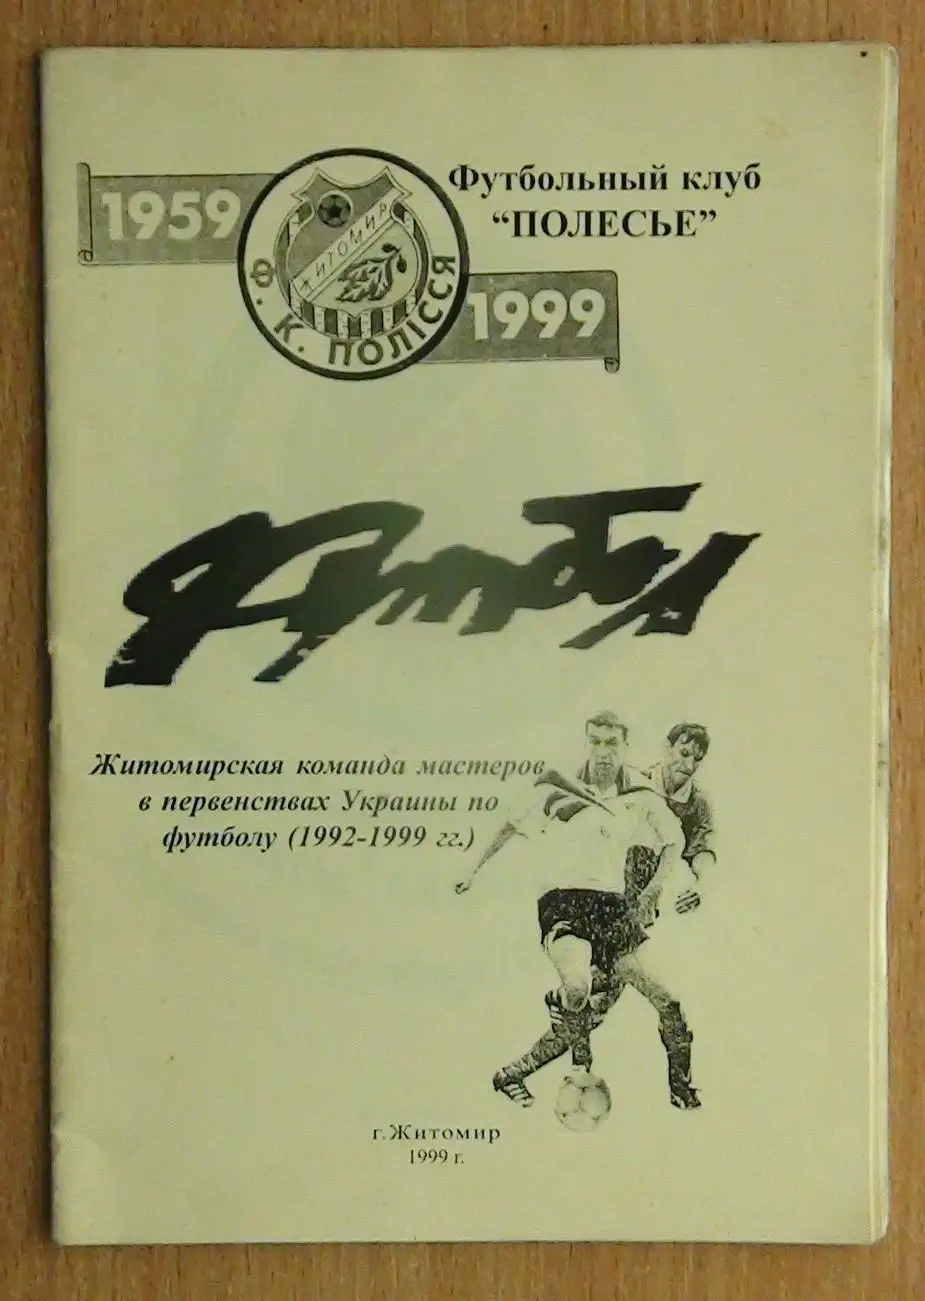 1959
Футбольный клуб
“ПОЛЕСЬЕ”
ЖИТОМИР
Ф. К. ПОЛІССЯ
1999
Футбол
Житомирская команда мастеров
в первенствах Украины по
футболу (1992-1999 гг.)
г.Житомир
1999 г.